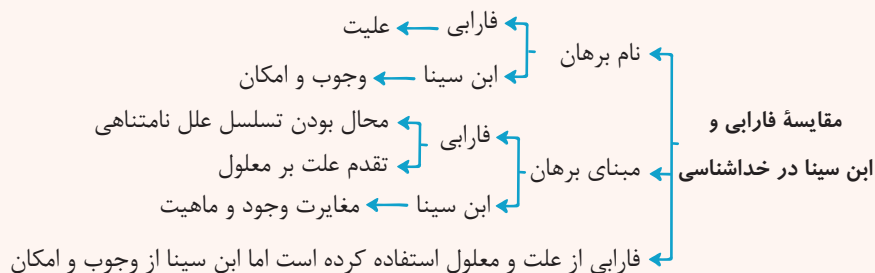 فارابی
علیت
نام برهان
ابن سینا
وجوب و امکان
مقایسهٔ فارابی و
ابن سینا در خداشناسی
محال بودن تسلسل علل نامتناهی
فارابی
تقدم علت بر معلول
مبنای برهان
ابن سینا
مغایرت وجود و ماهیت
فارابی از علت و معلول استفاده کرده است اما ابن سینا از وجوب و امکان